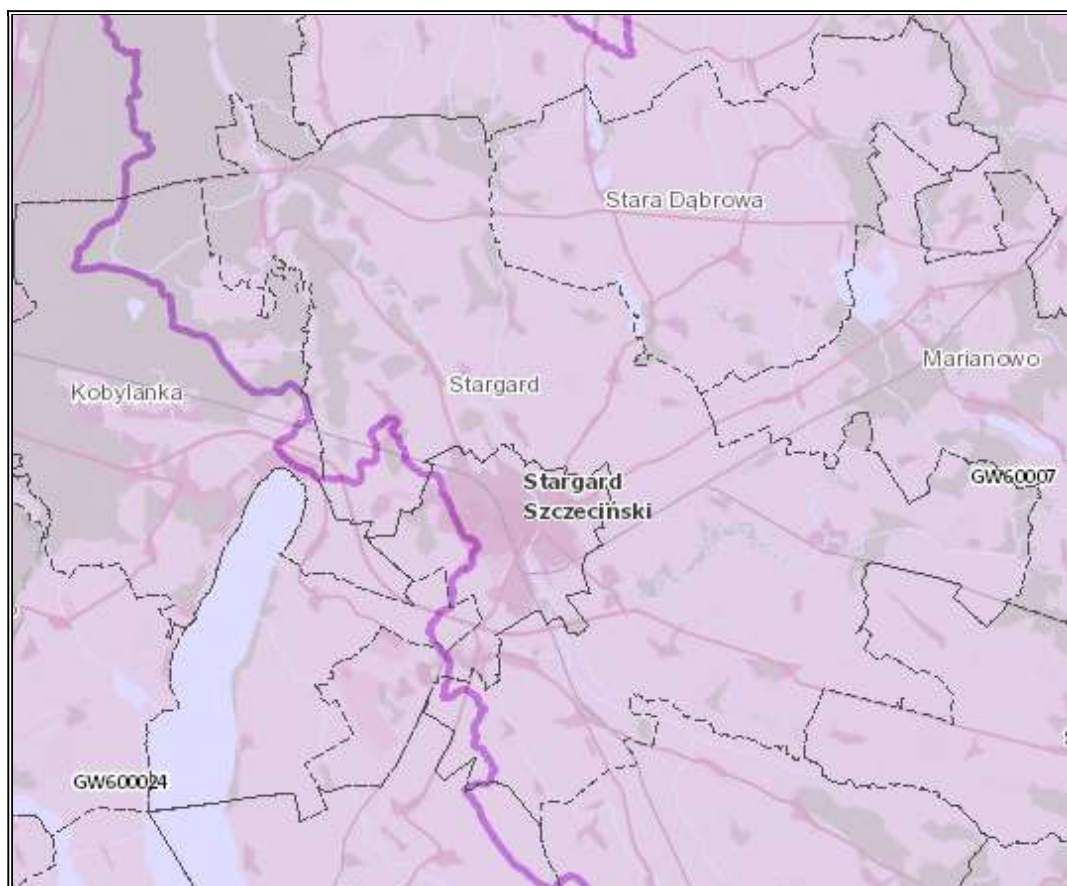 Stara Dąbrowa
Marianowo
Kobylanka
Stargard
Stargard
Szczeciński
GW60007
GW600024